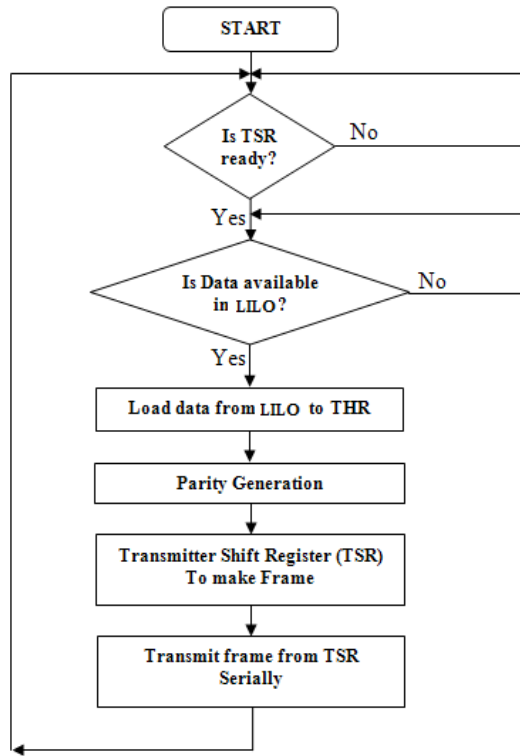 START
Is TSR
ready?
No
Yes
Is Data available
in LILO?
No
Yes
Load data from LILO to THR
Parity Generation
Transmitter Shift Register (TSR)
To make Frame
Transmit frame from TSR
Serially